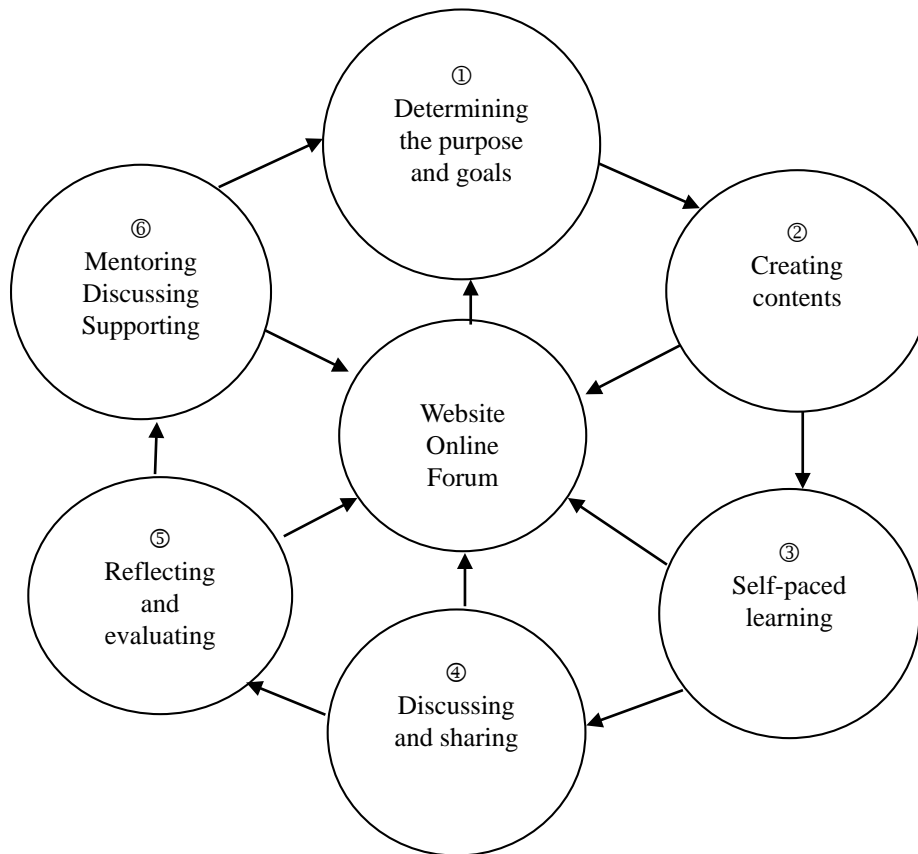 ①
Determining
the purpose
and goals
②
Creating
contents
③
Self-paced
learning
④
Discussing
and sharing
⑤
Reflecting
and
evaluating
⑥
Mentoring
Discussing
Supporting
Website
Online
Forum